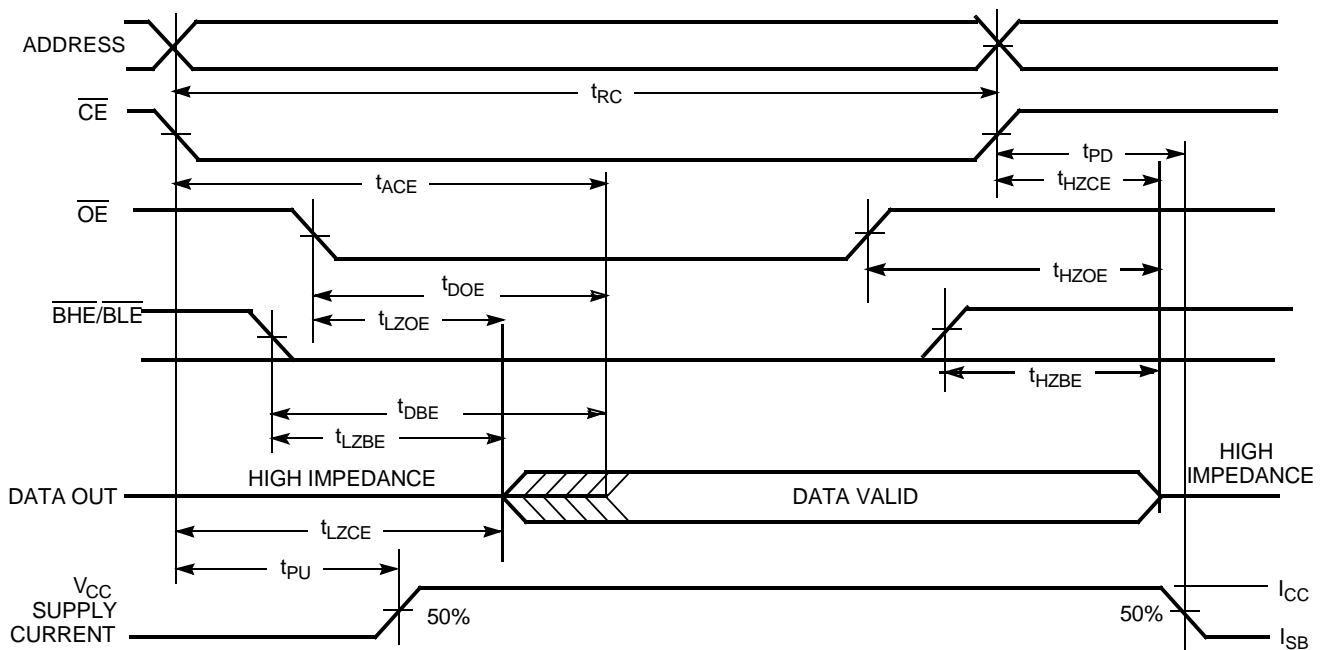 ADDRESS
tRC
CE
tPD
tACE
tHZCE
OE
tHZOE
tDOE
BHE/BLE
tLZOE
tHZBE
tDBE
tLZBE
HIGH IMPEDANCE
HIGH
IMPEDANCE
DATA OUT
DATA VALID
tLZCE
tPU
VCC
SUPPLY
CURRENT
50%
50%
ICC
ISB